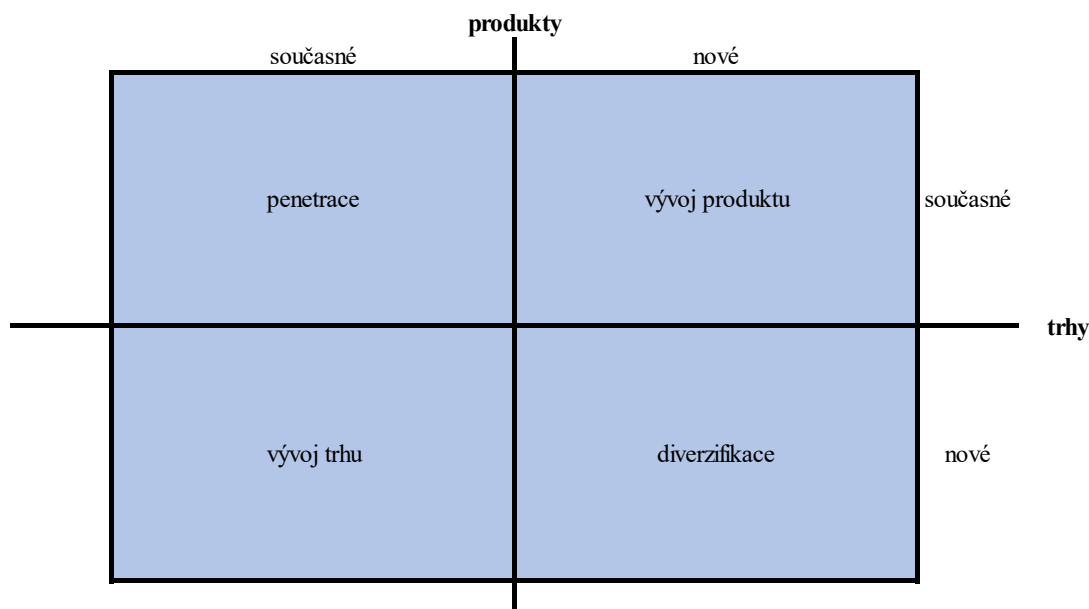 produkty
současné nové
penetrace vývoj produktu současné
trhy
vývoj trhu diverzifikace nové